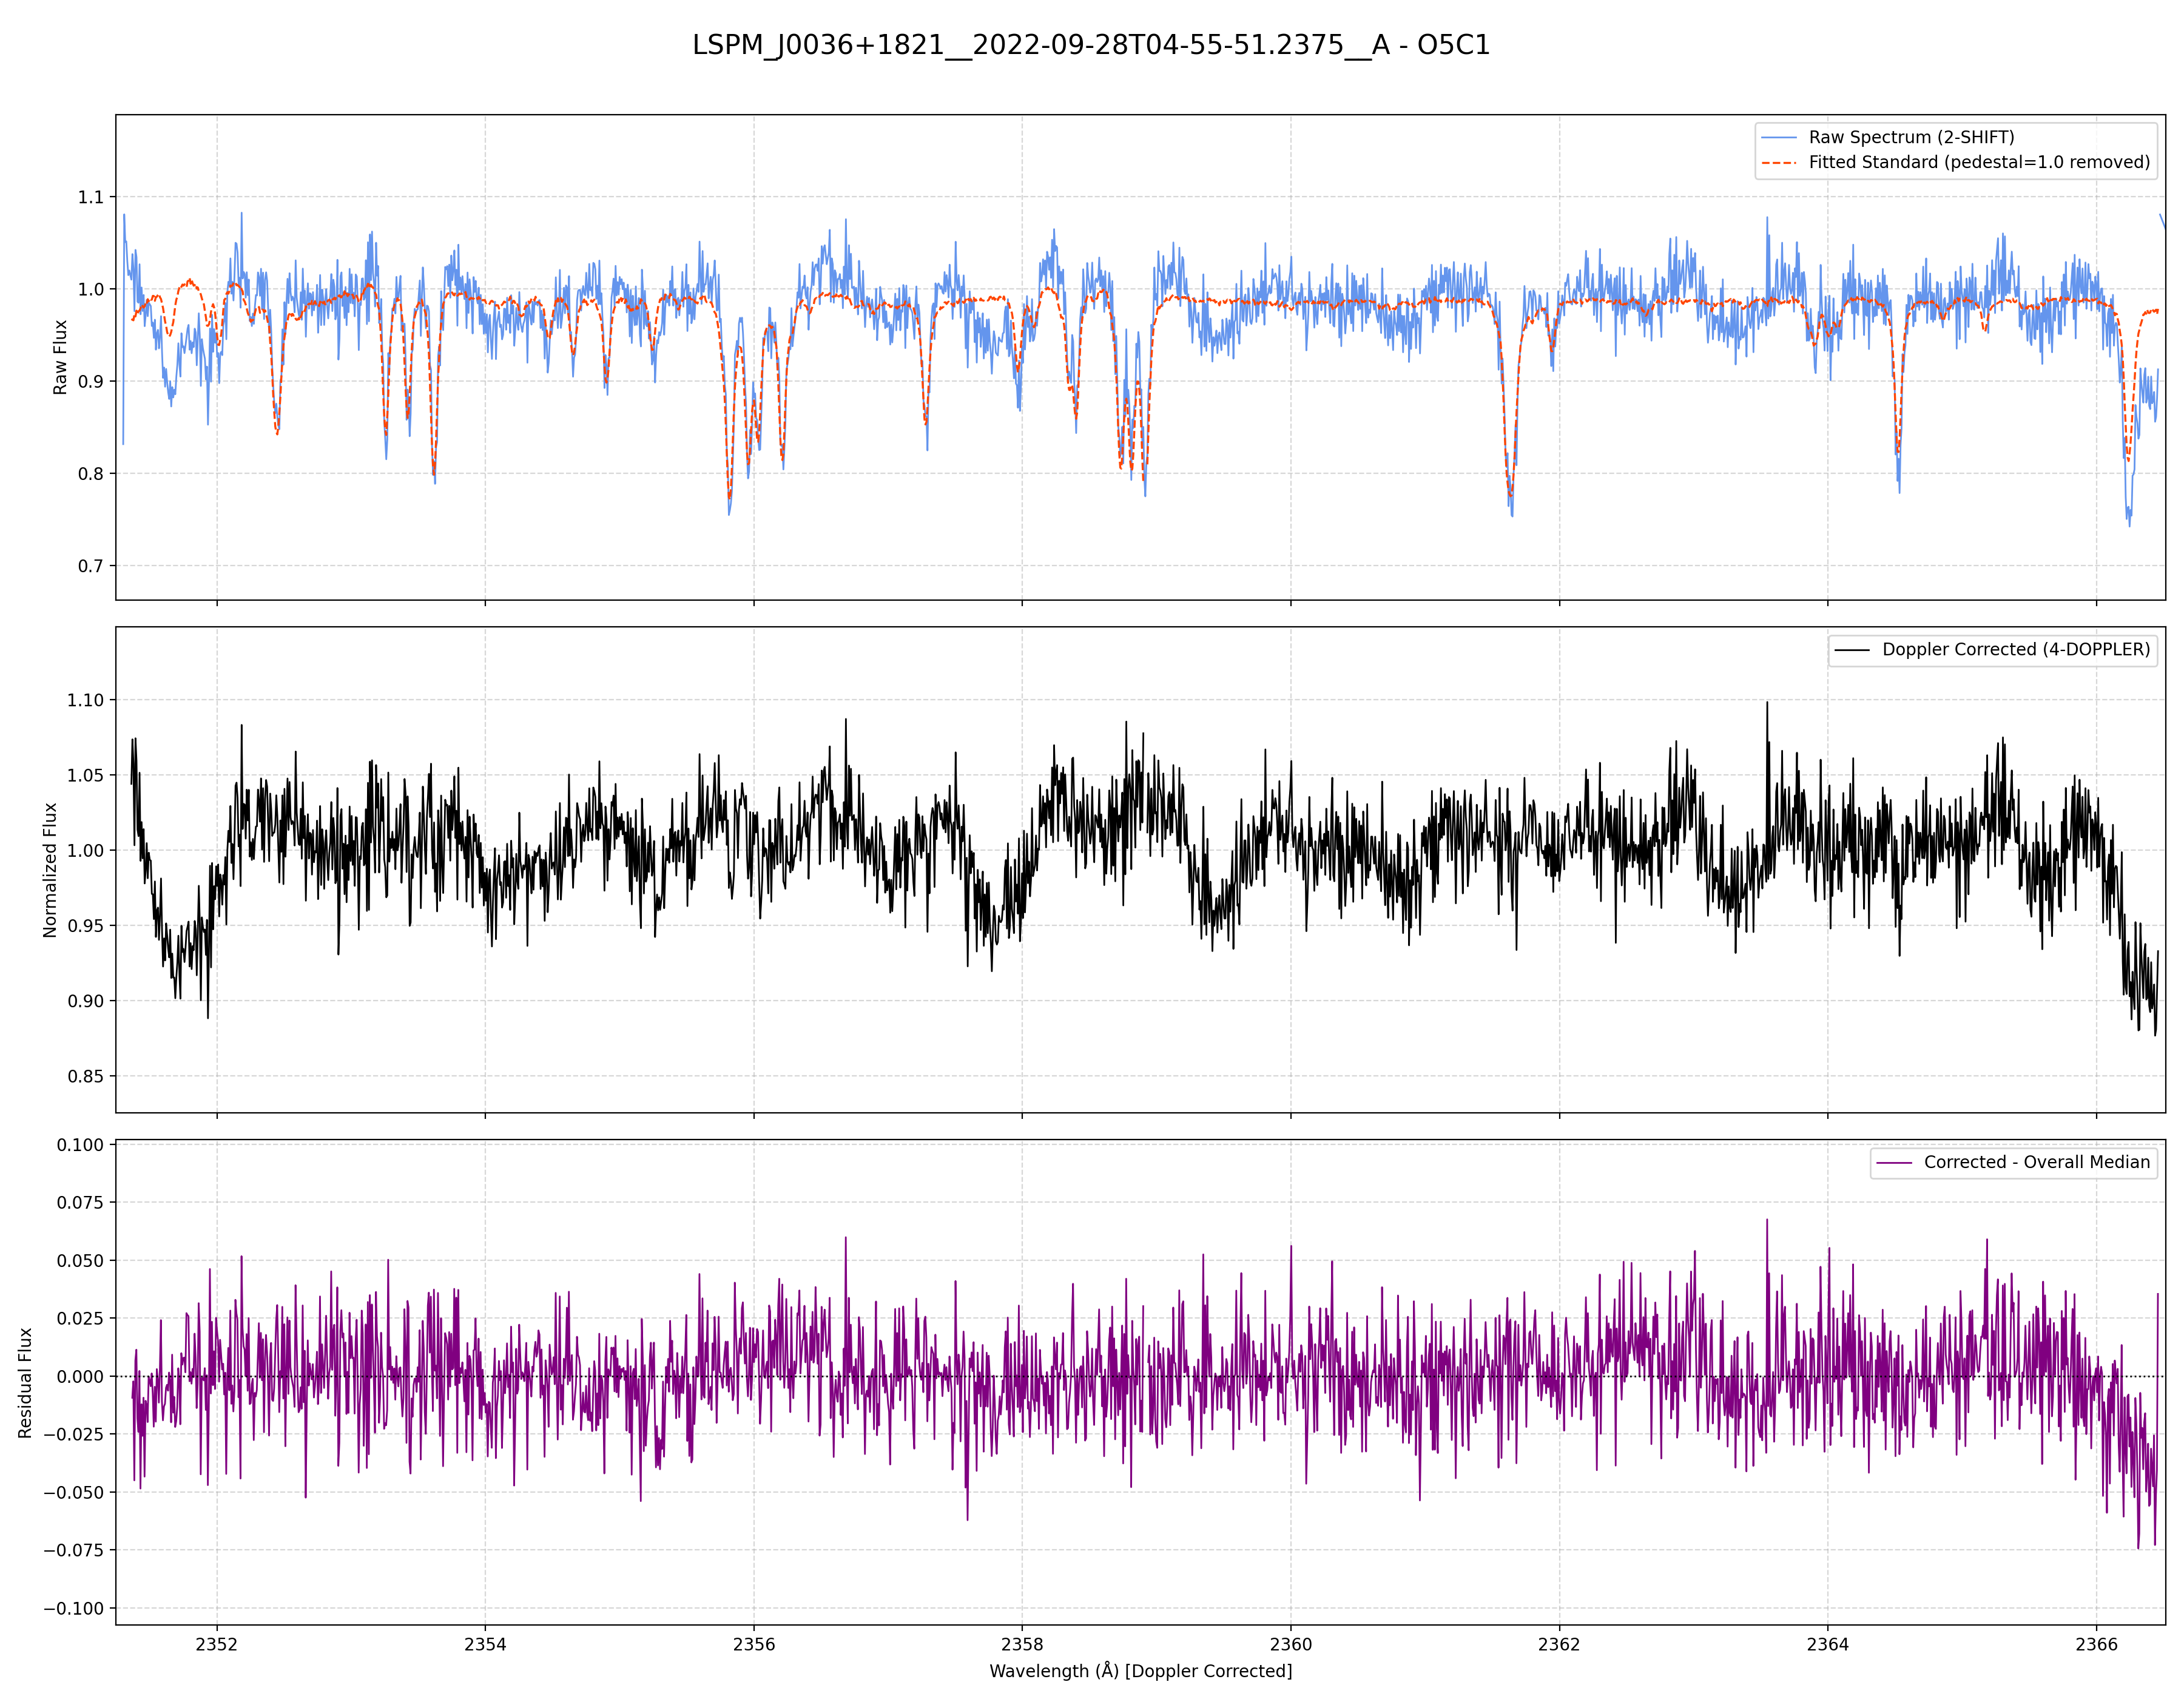 LSPM_J0036+1821__2022-09-28T04-55-51.2375__A - O5C1
Raw Spectrum (2-SHIFT)
Fitted Standard (pedestal=1.0 removed)
Raw Flux
1.1
1.0
0.9
0.8
0.7
Doppler Corrected (4-DOPPLER)
Normalized Flux
1.10
1.05
1.00
0.95
0.90
0.85
Corrected - Overall Median
Residual Flux
0.100
0.075
0.050
0.025
0.000
−0.025
−0.050
−0.075
−0.100
2352 2354 2356 2358 2360 2362 2364 2366
Wavelength (Å) [Doppler Corrected]